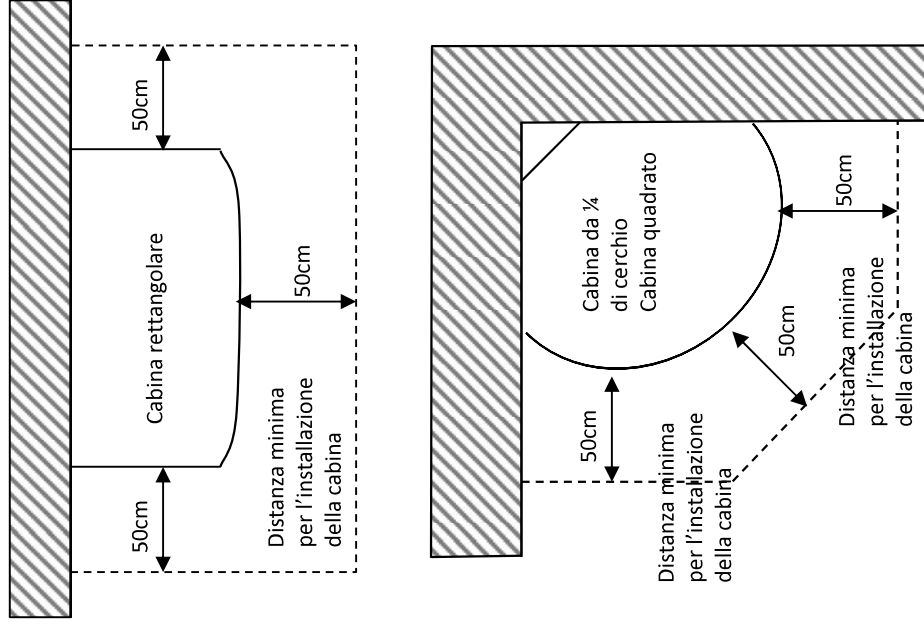 50cm
Cabina rettangolare
50cm
50cm
Distanza minima
per l'installazione
della cabina
Cabina da ¼
di cerchio
Cabina quadrato
50cm
50cm
50cm
Distanza minima
per l'installazione
della cabina
Distanza minima
per l'installazione
della cabina